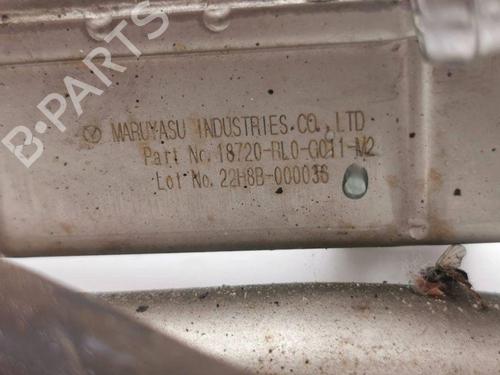 B-PARTS
MARUYASU INDUSTRIES.CO.,LTD
Part No.18720-RL0-G011-M2
Lot No.22H8B-000036